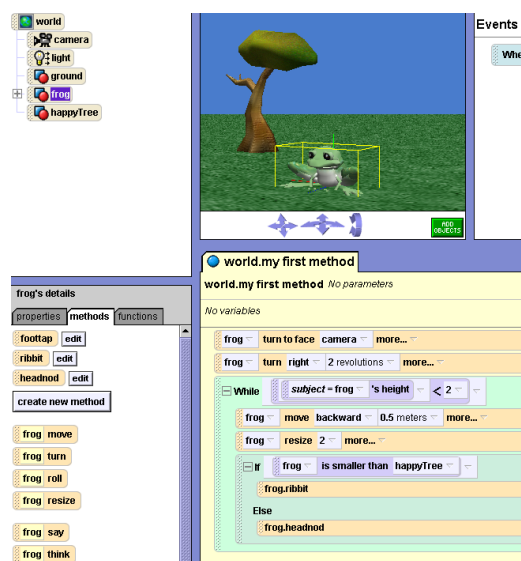 world
camera
light
ground
frog
happyTree
Events
Whe
ADD OBJECTS
world.my first method
world.my first method No parameters
No variables
frog turn to face camera more...
frog turn right 2 revolutions more...
While subject = frog 's height < 2
frog move backward 0.5 meters more...
frog resize 2 more...
If frog is smaller than happyTree
frog.ribbit
Else
frog.headnod
frog's details
properties methods functions
foottap edit
ribbit edit
headnod edit
create new method
frog move
frog turn
frog roll
frog resize
frog say
frog think